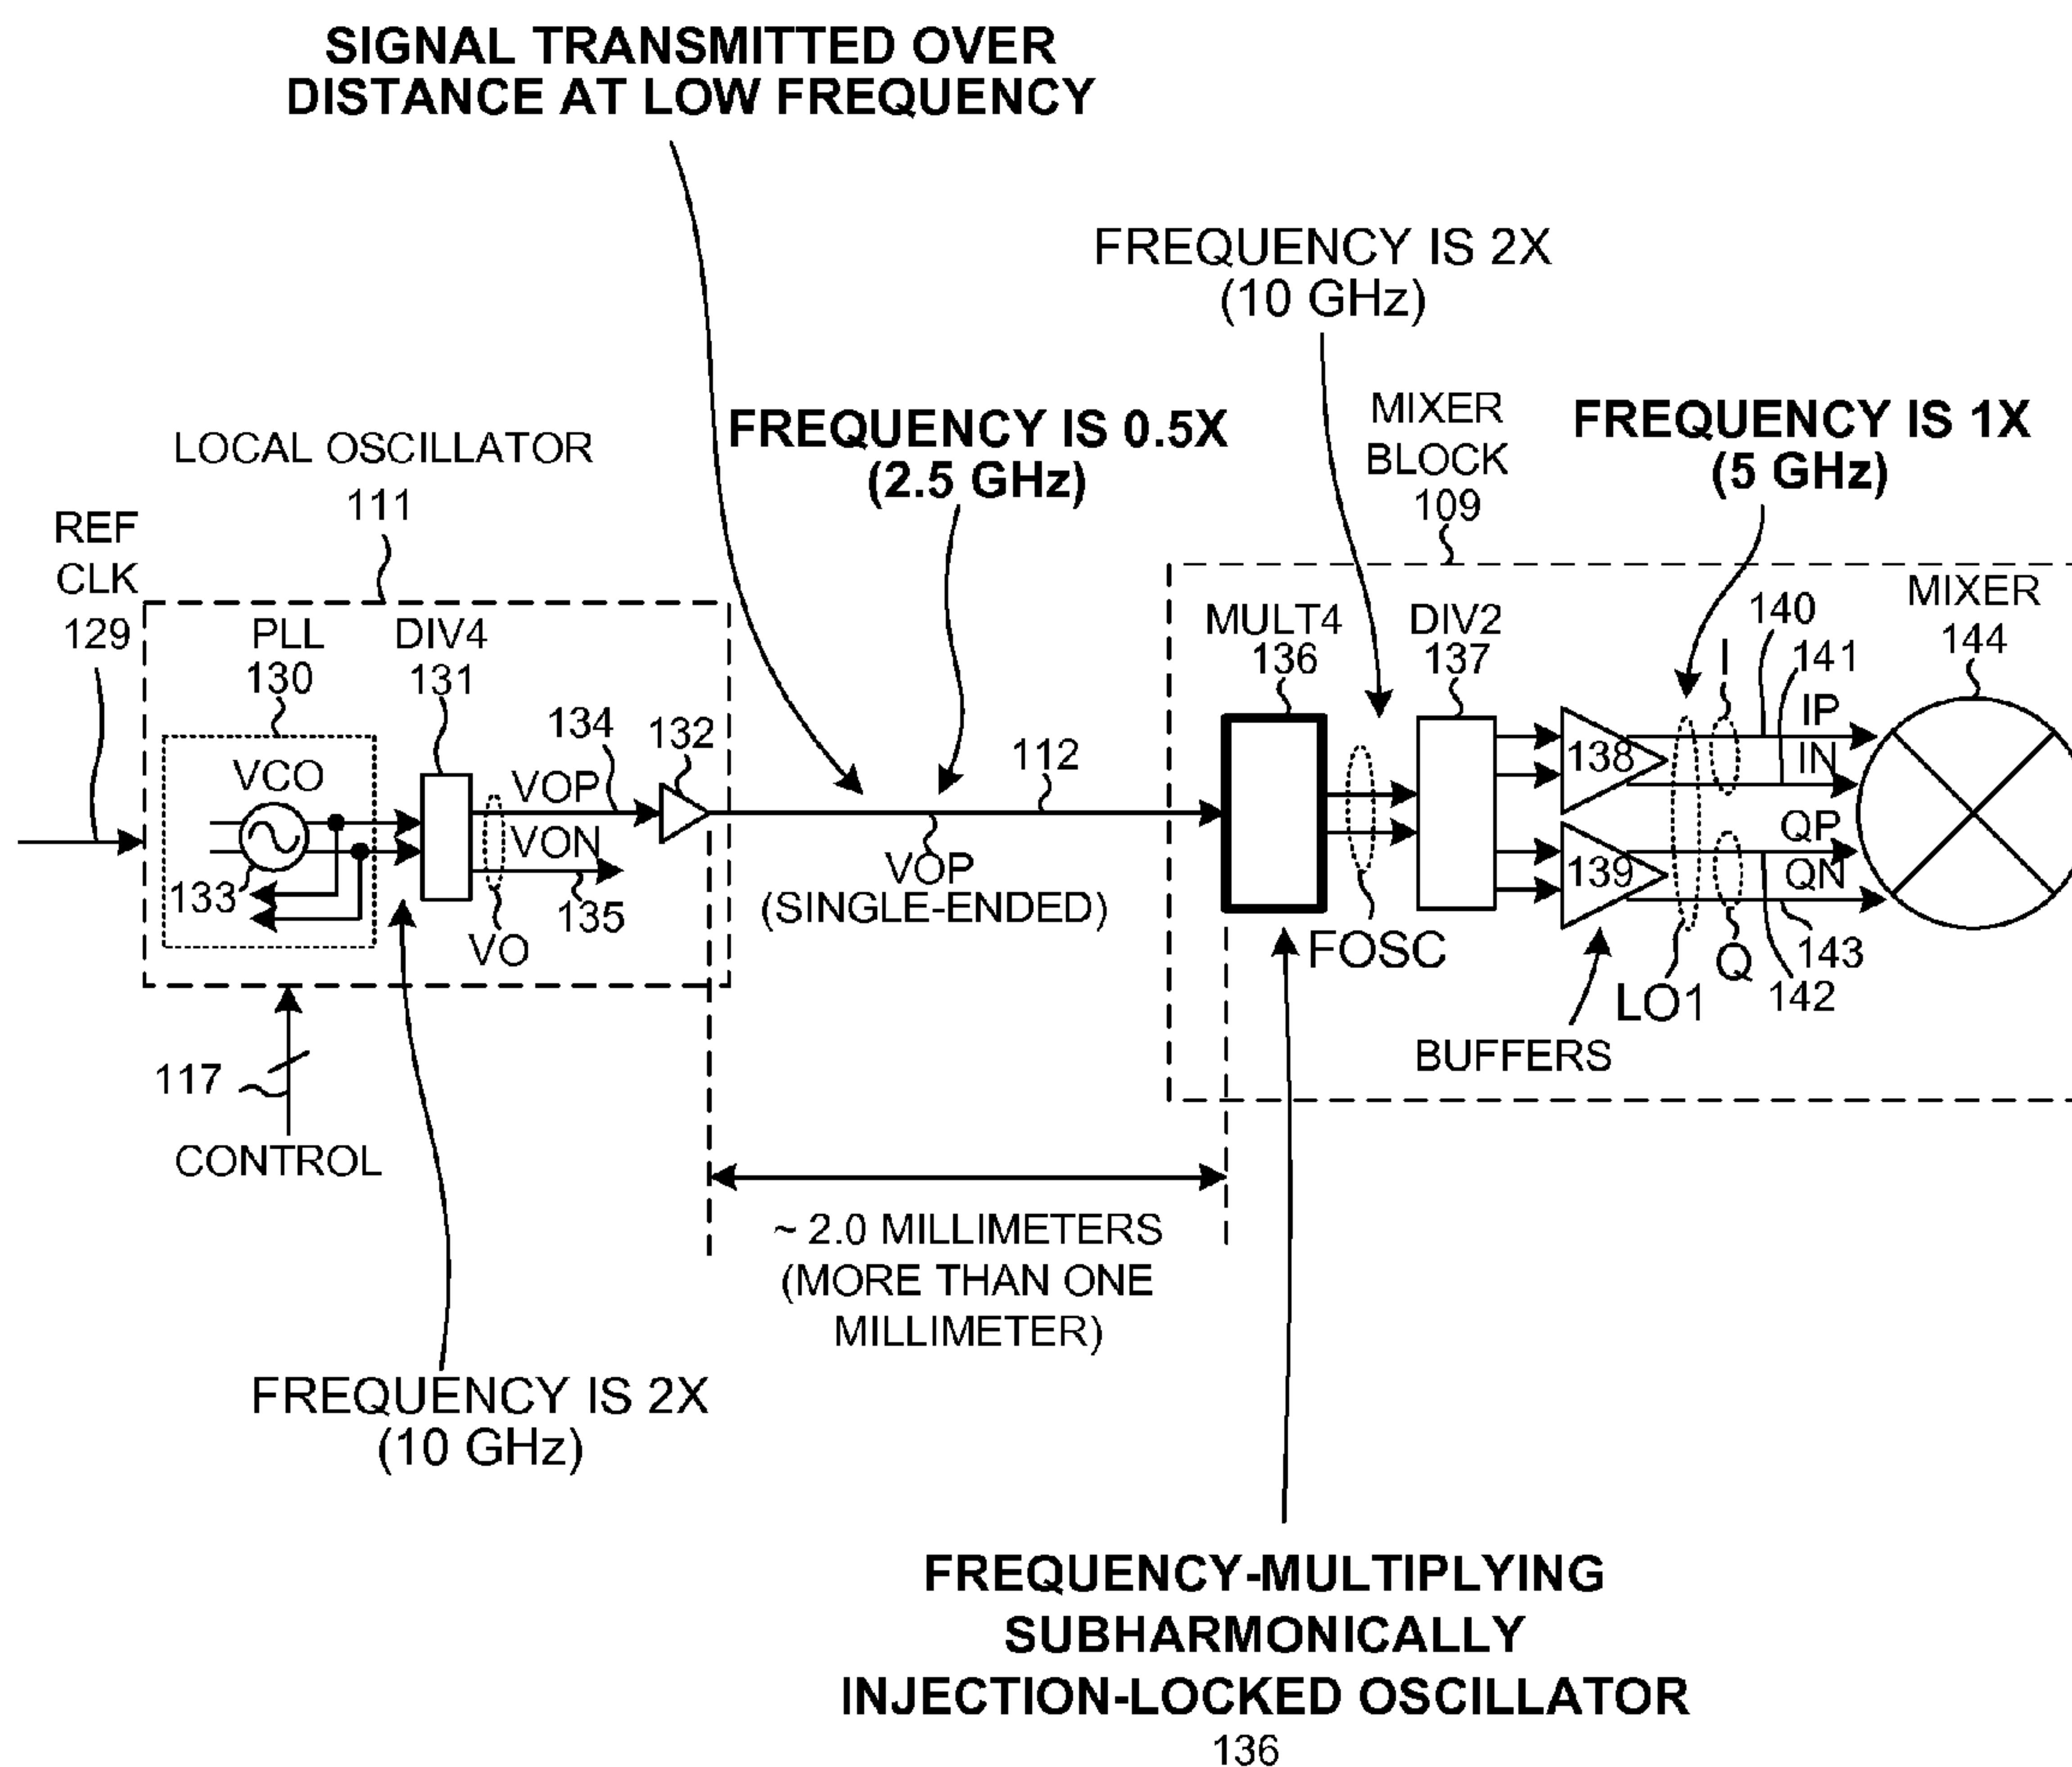 SIGNAL TRANSMITTED OVER
DISTANCE AT LOW FREQUENCY
FREQUENCY IS 2X
(10 GHz)
FREQUENCY IS 0.5X
(2.5 GHz)
MIXER
BLOCK
109
FREQUENCY IS 1X
(5 GHz)
LOCAL OSCILLATOR
111
REF
CLK
129
PLL
130
DIV4
131
VCO
133
134
VOP
VON
135
VO
132
112
VOP
(SINGLE-ENDED)
MULT4
136
DIV2
137
FOSC
138
139
BUFFERS
LO1
I
Q
140
141
IP
IN
QP
QN
143
142
MIXER
144
117
CONTROL
~ 2.0 MILLIMETERS
(MORE THAN ONE
MILLIMETER)
FREQUENCY IS 2X
(10 GHz)
FREQUENCY-MULTIPLYING
SUBHARMONICALLY
INJECTION-LOCKED OSCILLATOR
136